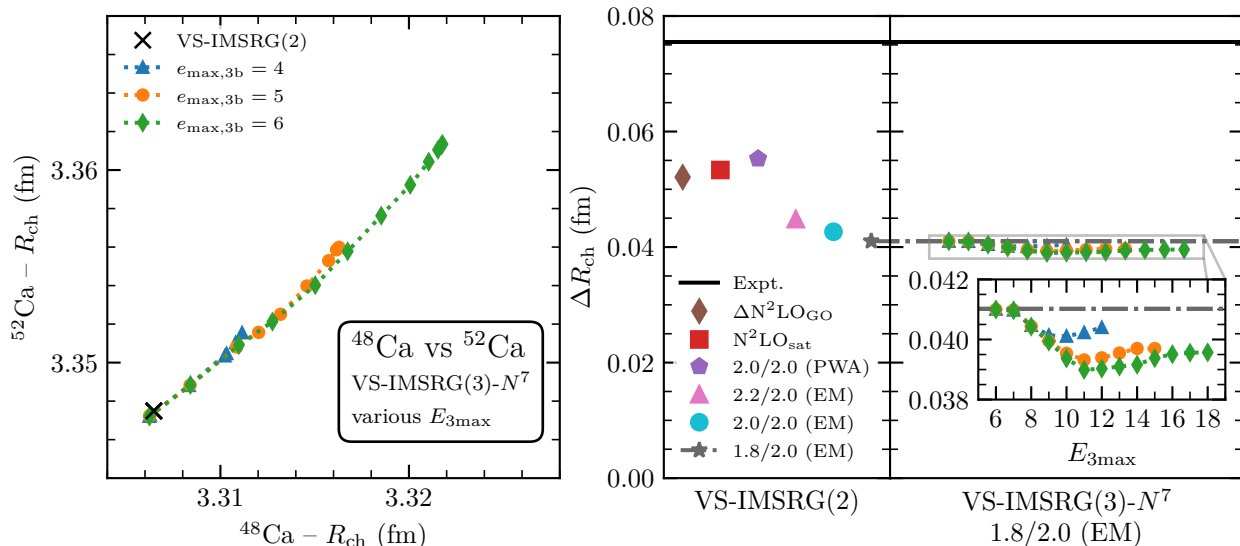 VS-IMSRG(2)
e_max,3b = 4
e_max,3b = 5
e_max,3b = 6
3.36
3.35
⁵²Ca – R_ch (fm)
⁴⁸Ca vs ⁵²Ca
VS-IMSRG(3)-N⁷
various E_3max
3.31 3.32
⁴⁸Ca – R_ch (fm)
0.08
0.06
0.04
0.02
0.00
ΔR_ch (fm)
Expt.
ΔN²LO_GO
N²LO_sat
2.0/2.0 (PWA)
2.2/2.0 (EM)
2.0/2.0 (EM)
1.8/2.0 (EM)
0.042
0.040
0.038
6 8 10 12 14 16 18
E_3max
VS-IMSRG(2)
VS-IMSRG(3)-N⁷
1.8/2.0 (EM)